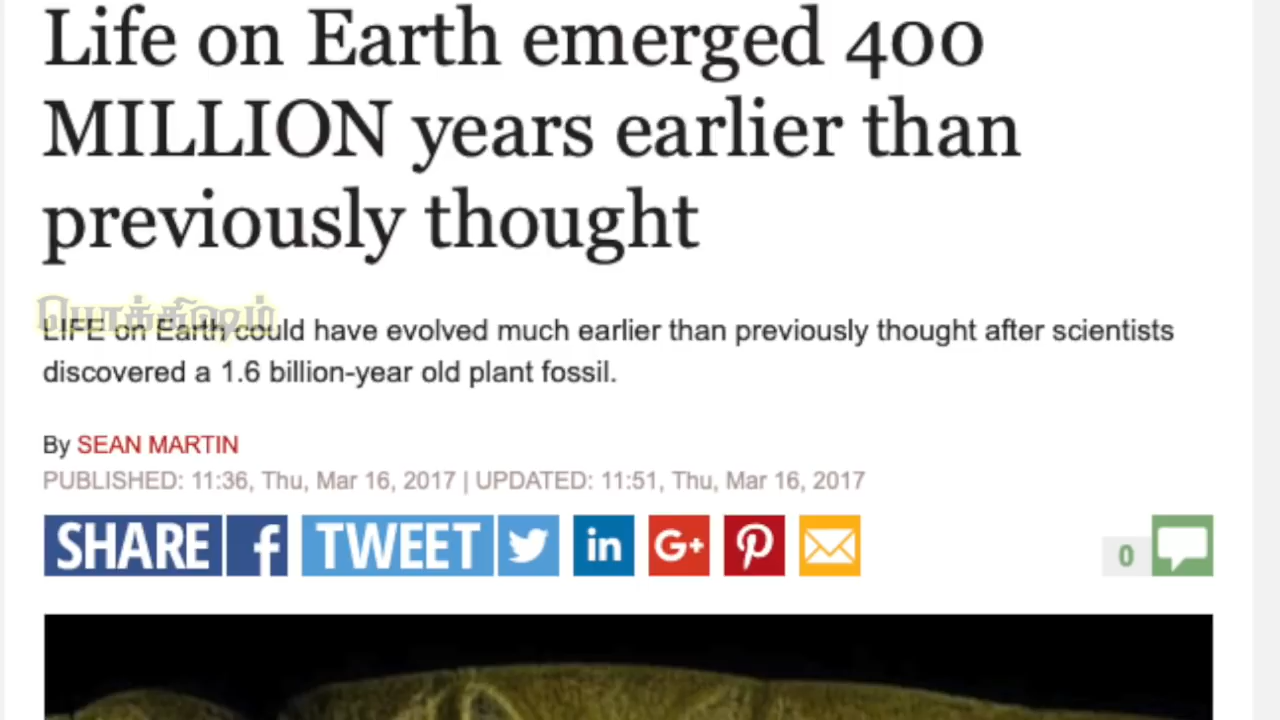 Life on Earth emerged 400
MILLION years earlier than
previously thought
பொக்கிஷம்
LIFE on Earth could have evolved much earlier than previously thought after scientists
discovered a 1.6 billion-year old plant fossil.
By SEAN MARTIN
PUBLISHED: 11:36, Thu, Mar 16, 2017 | UPDATED: 11:51, Thu, Mar 16, 2017
SHARE f TWEET in G+ 0